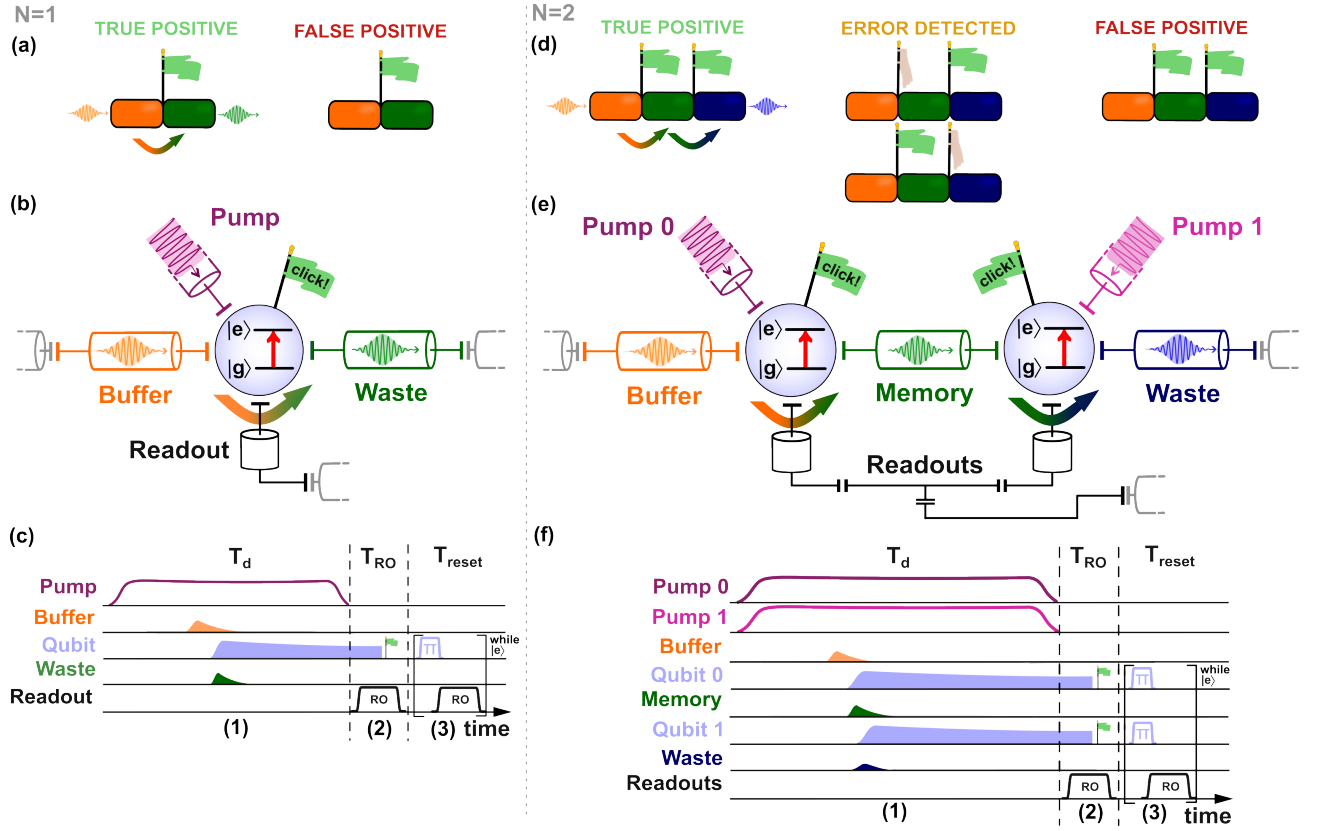 N=1
(a)
TRUE POSITIVE
FALSE POSITIVE
(b)
Pump
click!
|e⟩
|g⟩
Buffer
Waste
Readout
(c)
T_d
T_RO
T_reset
Pump
Buffer
Qubit
π
while
|e⟩
Waste
Readout
RO
RO
(1)
(2)
(3)
time
N=2
(d)
TRUE POSITIVE
ERROR DETECTED
FALSE POSITIVE
(e)
Pump 0
Pump 1
click!
click!
|e⟩
|g⟩
|e⟩
|g⟩
Buffer
Memory
Waste
Readouts
(f)
T_d
T_RO
T_reset
Pump 0
Pump 1
Buffer
Qubit 0
π
while
|e⟩
Memory
Qubit 1
π
Waste
Readouts
RO
RO
(1)
(2)
(3)
time